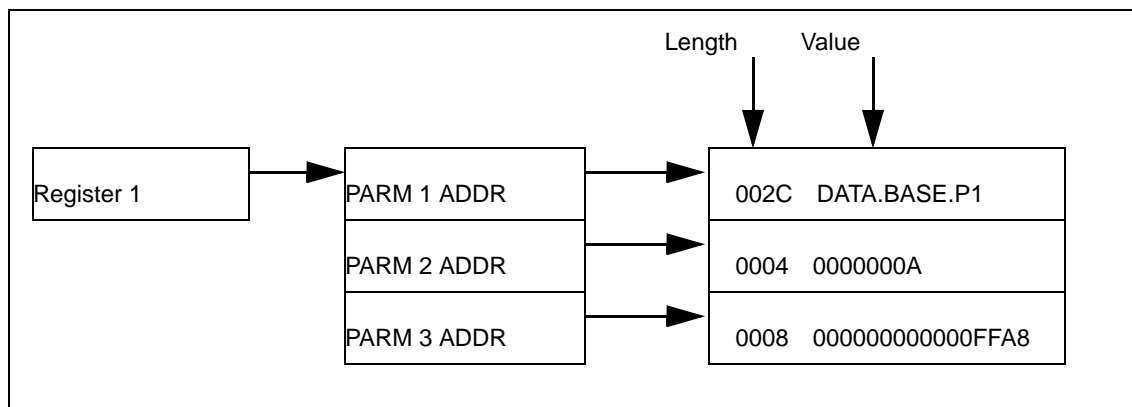 Length Value
Register 1 PARM 1 ADDR 002C DATA.BASE.P1
PARM 2 ADDR 0004 0000000A
PARM 3 ADDR 0008 000000000000FFA8